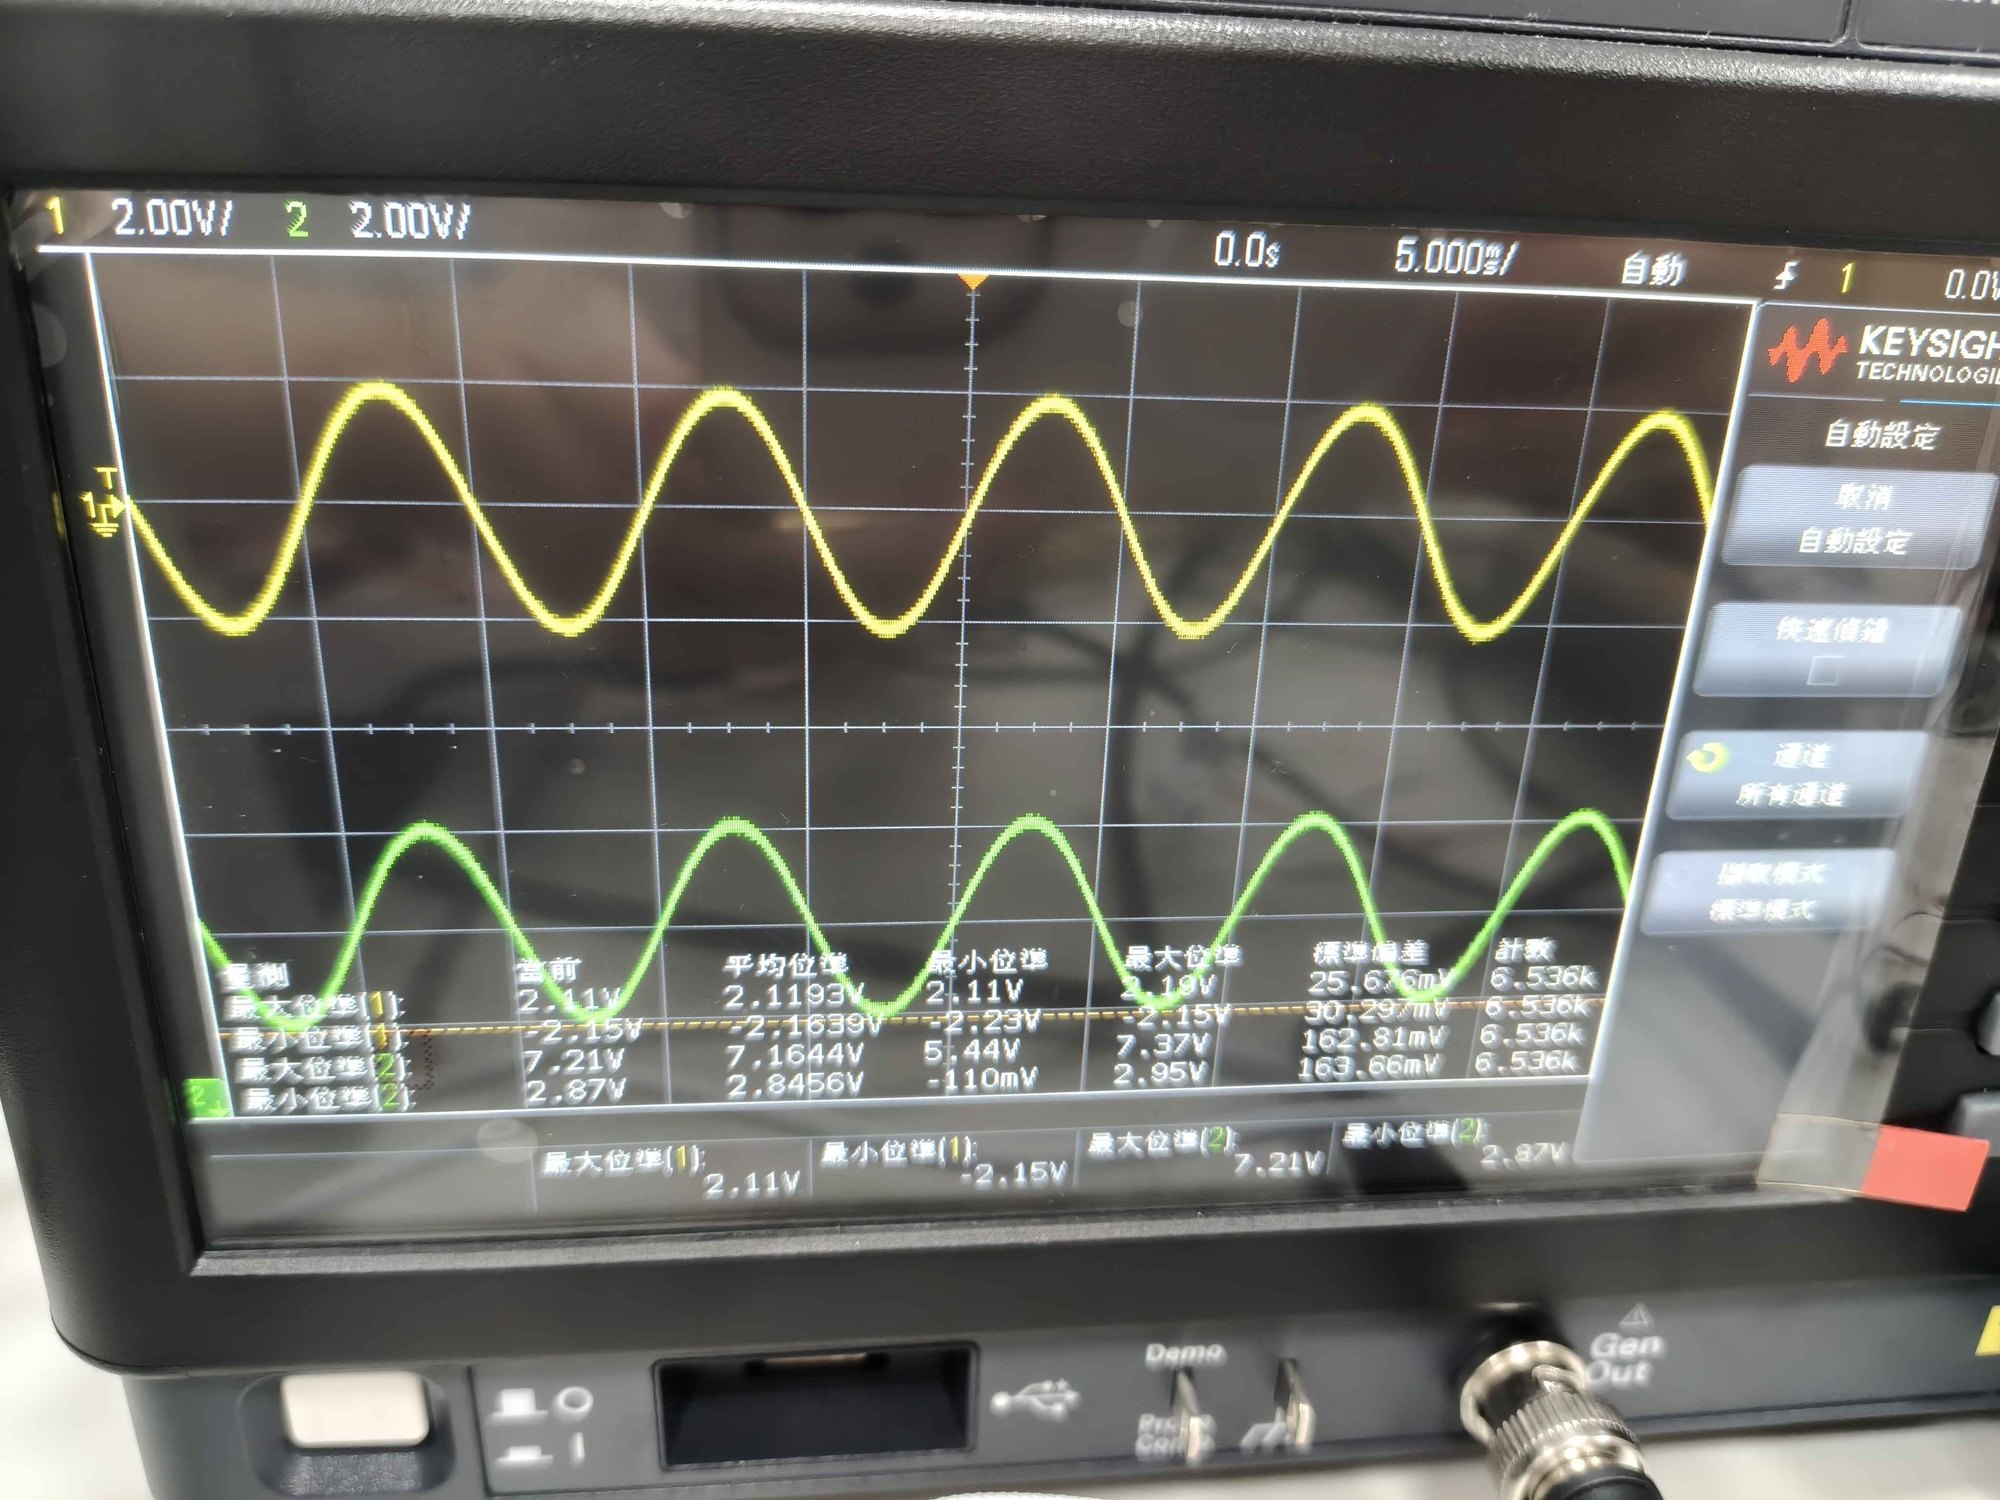 1 2.00V/ 2 2.00V/ 0.0s 5.000ms/ 自動 1 0.0V
KEYSIGH
TECHNOLOGIE
自動設定
取消
自動設定
快速偵錯
通道
所有通道
擷取模式
標準模式
T
1
2
量測 當前 平均位準 最小位準 最大位準 標準偏差 計數
最大位準(1): 2.11V 2.1193V 2.11V 2.19V 25.676mV 6.536k
最小位準(1): -2.15V -2.1639V -2.23V -2.15V 30.297mV 6.536k
最大位準(2): 7.21V 7.1644V 5.44V 7.37V 162.81mV 6.536k
最小位準(2): 2.87V 2.8456V -110mV 2.95V 163.66mV 6.536k
最大位準(1): 最小位準(1): 最大位準(2): 最小位準(2):
2.11V -2.15V 7.21V 2.87V
Demo
Gen
Out